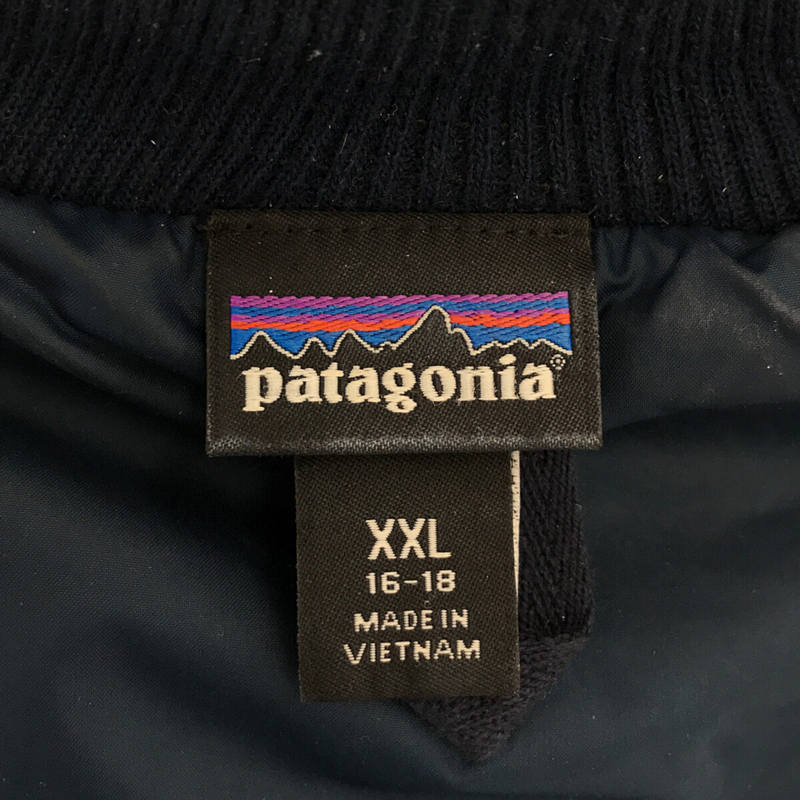 patagonia®
XXL
16-18
MADE IN
VIETNAM